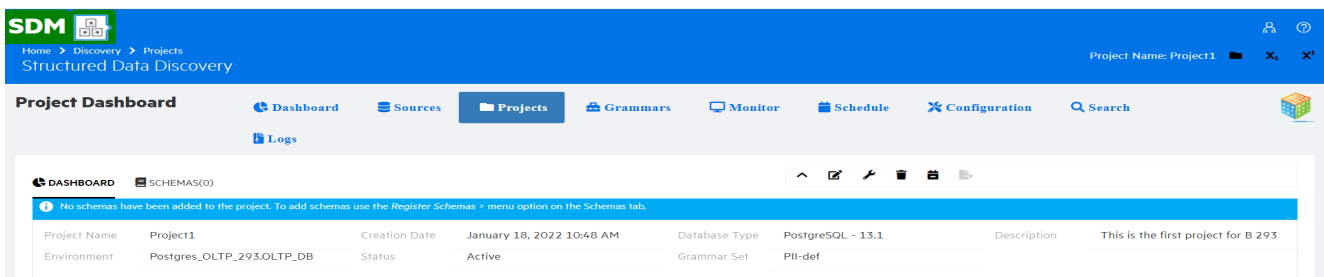 SDM
Home > Discovery > Projects
Structured Data Discovery
Project Name: Project1 X₁ X¹
Project Dashboard
Dashboard Sources Projects Grammars Monitor Schedule Configuration Search
Logs
DASHBOARD SCHEMAS(0)
No schemas have been added to the project. To add schemas use the Register Schemas > menu option on the Schemas tab.
Project Name Project1 Creation Date January 18, 2022 10:48 AM Database Type PostgreSQL - 13.1 Description This is the first project for B 293
Environment Postgres_OLTP_293.OLTP_DB Status Active Grammar Set PII-def